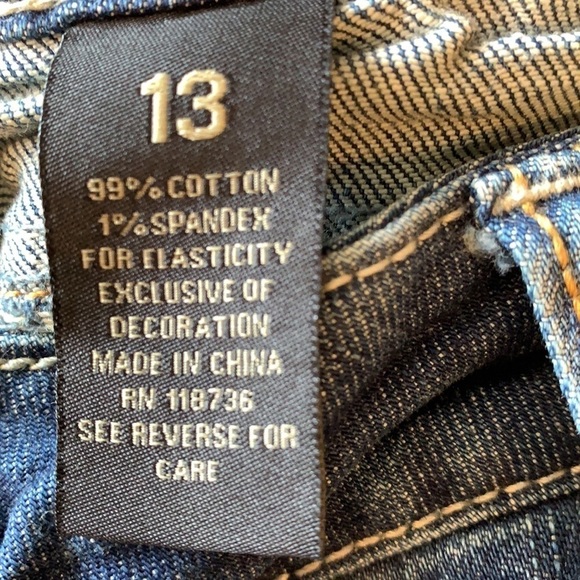 13
99% COTTON
1% SPANDEX
FOR ELASTICITY
EXCLUSIVE OF
DECORATION
MADE IN CHINA
RN 118736
SEE REVERSE FOR
CARE